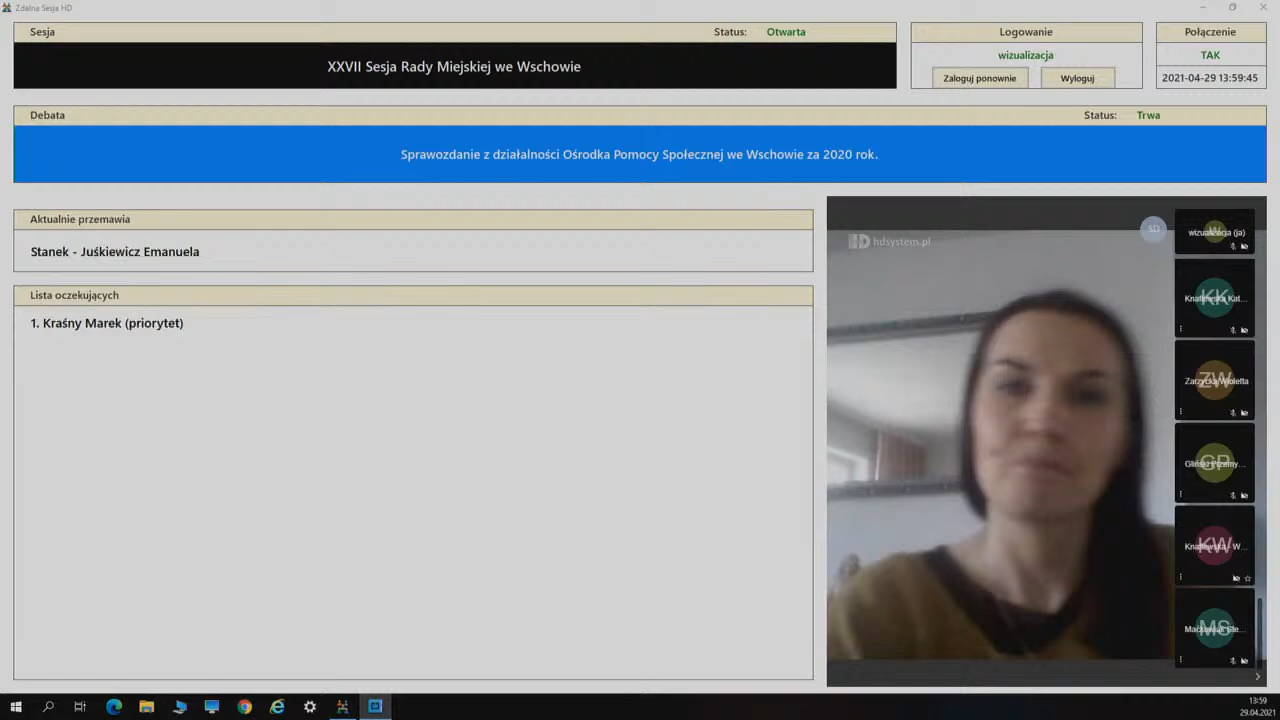 Zdalna Sesja HD
Sesja
Status: Otwarta
XXVII Sesja Rady Miejskiej we Wschowie
Logowanie
wizualizacja
Zaloguj ponownie
Wyloguj
Połączenie
TAK
2021-04-29 13:59:45
Debata
Status: Trwa
Sprawozdanie z działalności Ośrodka Pomocy Społecznej we Wschowie za 2020 rok.
Aktualnie przemawia
Stanek - Juśkiewicz Emanuela
Lista oczekujących
1. Kraśny Marek (priorytet)
HD hdsystem.pl
SD
wizualizacja (ja)
KK
ZW
Zarzycka Wioletta
GP
KW
MS
13:59
29.04.2021